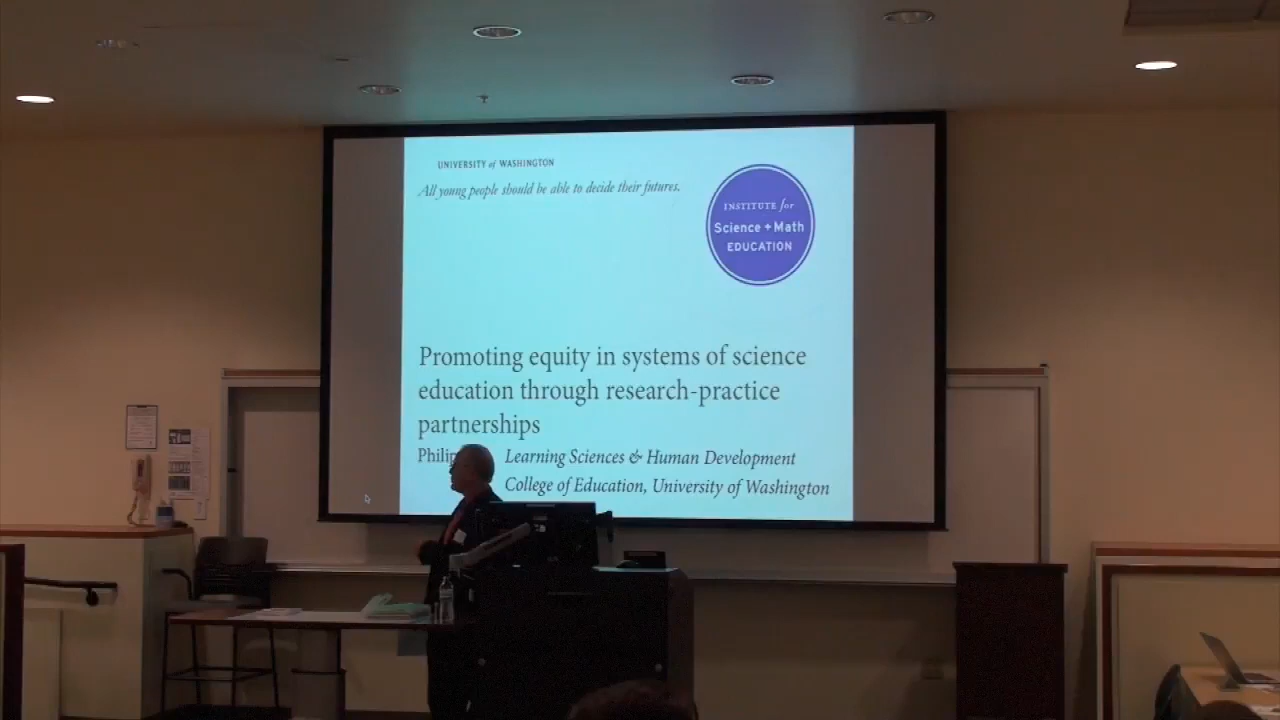 UNIVERSITY of WASHINGTON
All young people should be able to decide their futures.
INSTITUTE for
Science + Math
EDUCATION
Promoting equity in systems of science
education through research-practice
partnerships
Learning Sciences & Human Development
College of Education, University of Washington